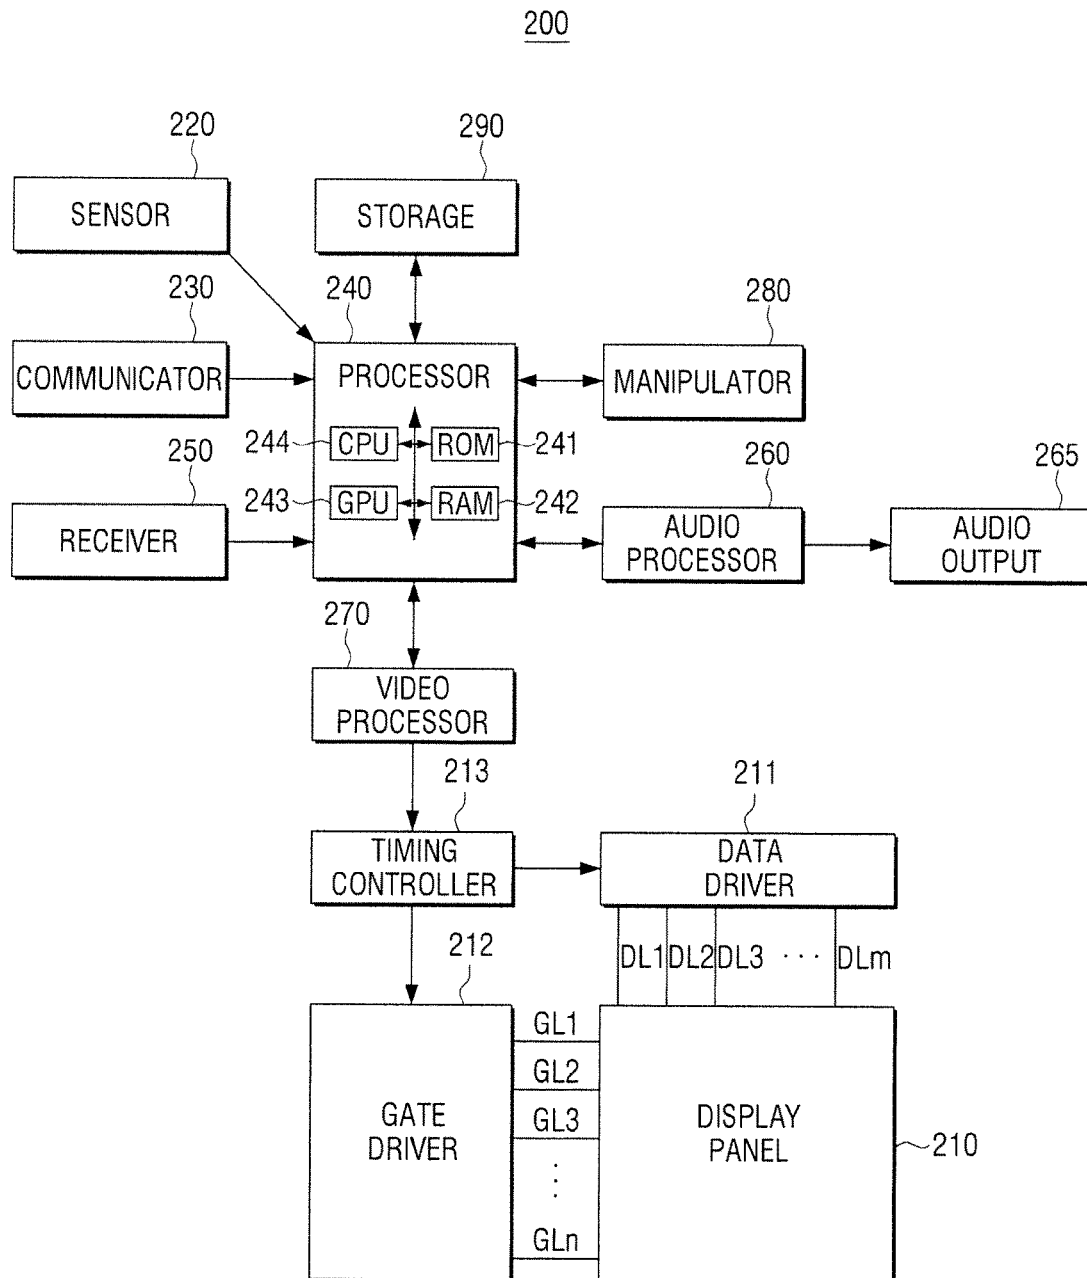 200
220
290
SENSOR
STORAGE
230
240
280
COMMUNICATOR
PROCESSOR
MANIPULATOR
244
CPU
ROM
241
250
260
265
243
GPU
RAM
242
RECEIVER
AUDIO
PROCESSOR
AUDIO
OUTPUT
270
VIDEO
PROCESSOR
213
211
TIMING
CONTROLLER
DATA
DRIVER
212
DL1 DL2 DL3 ··· DLm
GL1
GL2
GL3
GLn
GATE
DRIVER
DISPLAY
PANEL
210